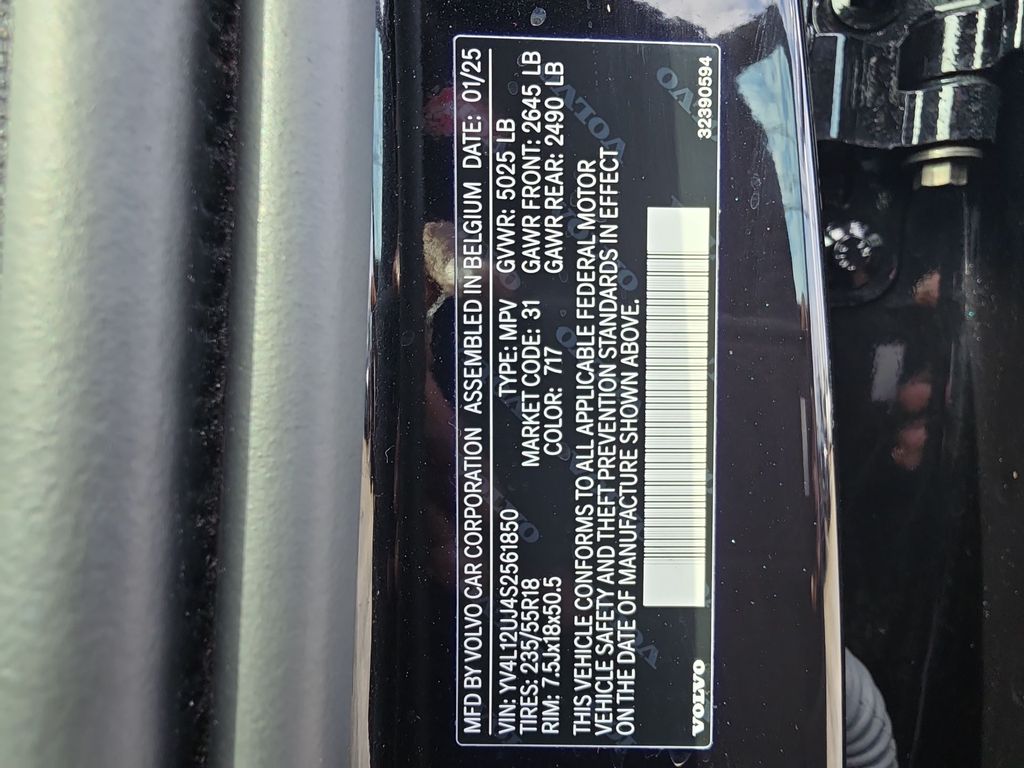 MFD BY VOLVO CAR CORPORATION ASSEMBLED IN BELGIUM DATE: 01/25
VIN: YV4L12UJ4S2561850 TYPE: MPV GVWR: 5025 LB
TIRES: 235/55R18 MARKET CODE: 31 GAWR FRONT: 2645 LB
RIM: 7.5Jx18x50.5 COLOR: 717 GAWR REAR: 2490 LB
THIS VEHICLE CONFORMS TO ALL APPLICABLE FEDERAL MOTOR
VEHICLE SAFETY AND THEFT PREVENTION STANDARDS IN EFFECT
ON THE DATE OF MANUFACTURE SHOWN ABOVE.
VOLVO 32390594